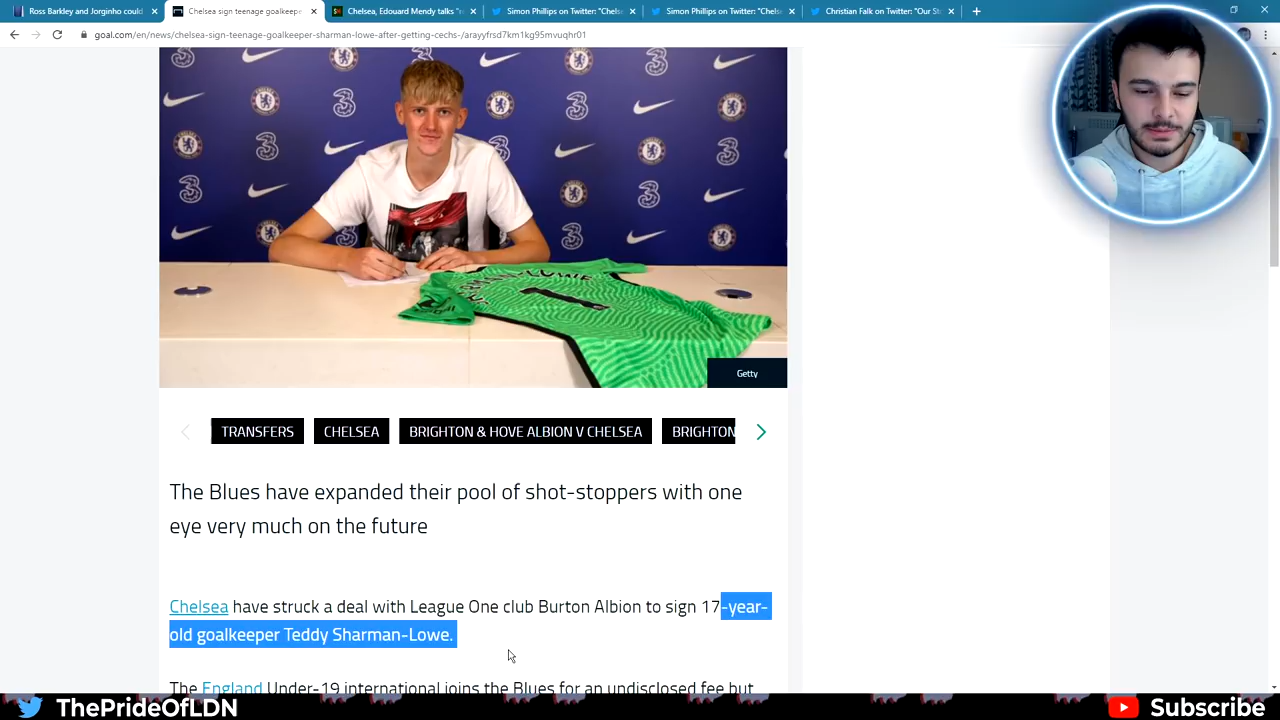 Ross Barkley and Jorginho could
Chelsea sign teenage goalkeepe
Chelsea, Edouard Mendy talks "n
Simon Phillips on Twitter: "Chels
Simon Phillips on Twitter: "Chels
Christian Falk on Twitter: "Our St
goal.com/en/news/chelsea-sign-teenage-goalkeeper-sharman-lowe-after-getting-cechs-/arayyfrsd7km1kg95mvuqhr01
SHARMAN-LOWE
Getty
TRANSFERS
CHELSEA
BRIGHTON & HOVE ALBION V CHELSEA
BRIGHTON
The Blues have expanded their pool of shot-stoppers with one
eye very much on the future
Chelsea have struck a deal with League One club Burton Albion to sign 17-year-
old goalkeeper Teddy Sharman-Lowe.
The England Under-19 international joins the Blues for an undisclosed fee but
ThePrideOfLDN
Subscribe